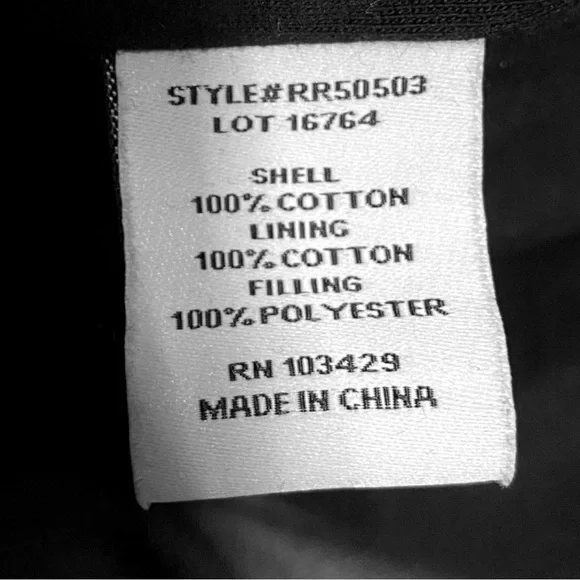 STYLE#RR50503
LOT 16764
SHELL
100% COTTON
LINING
100% COTTON
FILLING
100% POLYESTER
RN 103429
MADE IN CHINA